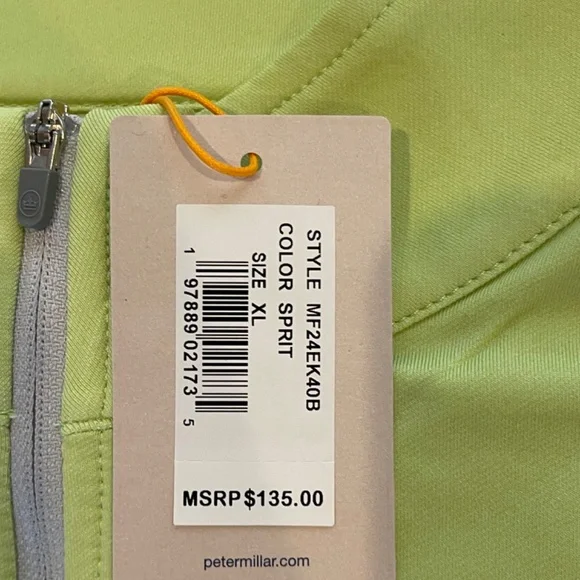 STYLE MF24EK40B
COLOR SPRIT
SIZE XL
1 97889 02173 5
MSRP $135.00
petermillar.com